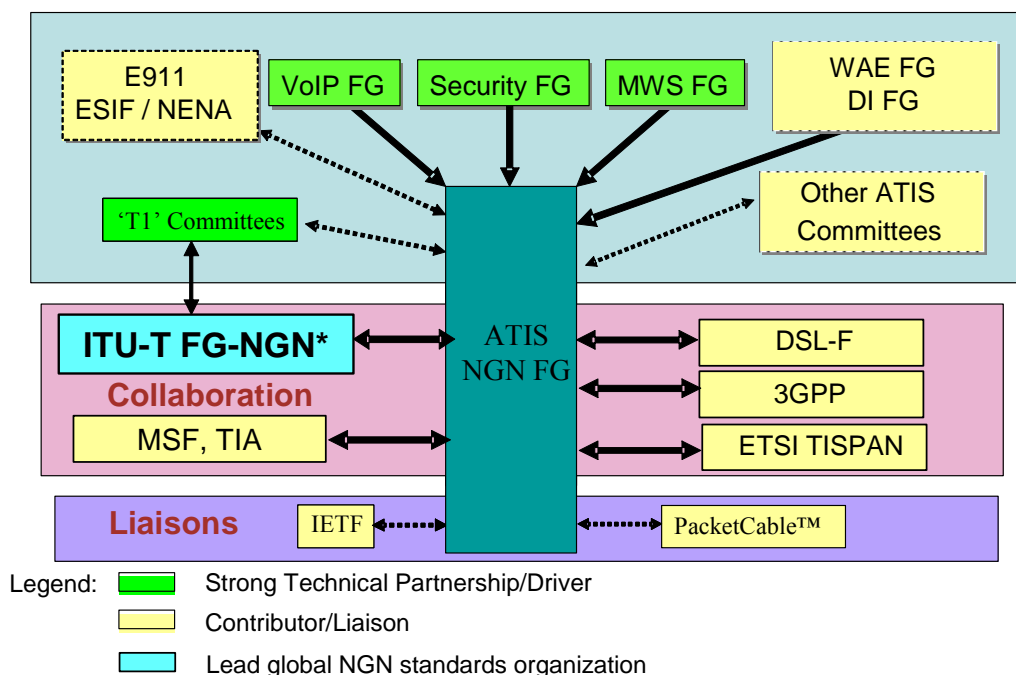 E911
ESIF / NENA
VoIP FG
Security FG
MWS FG
WAE FG
DI FG
‘T1’ Committees
Other ATIS
Committees
ATIS
NGN FG
ITU-T FG-NGN*
Collaboration
MSF, TIA
DSL-F
3GPP
ETSI TISPAN
Liaisons
IETF
PacketCable™
Legend:
Strong Technical Partnership/Driver
Contributor/Liaison
Lead global NGN standards organization